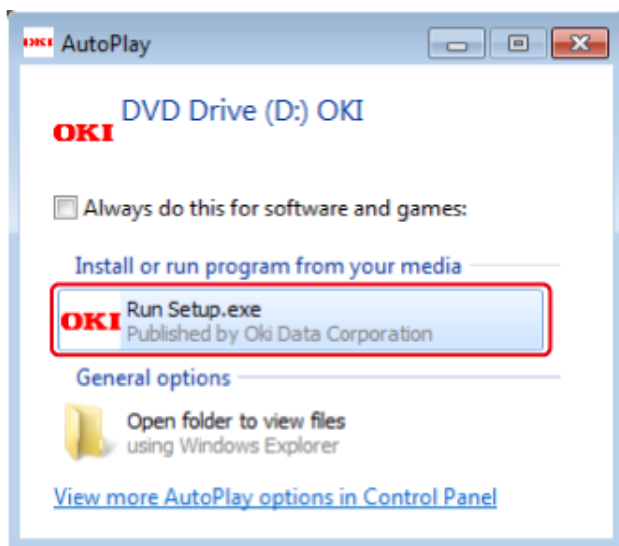 OKI AutoPlay
OKI DVD Drive (D:) OKI
Always do this for software and games:
Install or run program from your media
OKI Run Setup.exe
Published by Oki Data Corporation
General options
Open folder to view files
using Windows Explorer
View more AutoPlay options in Control Panel